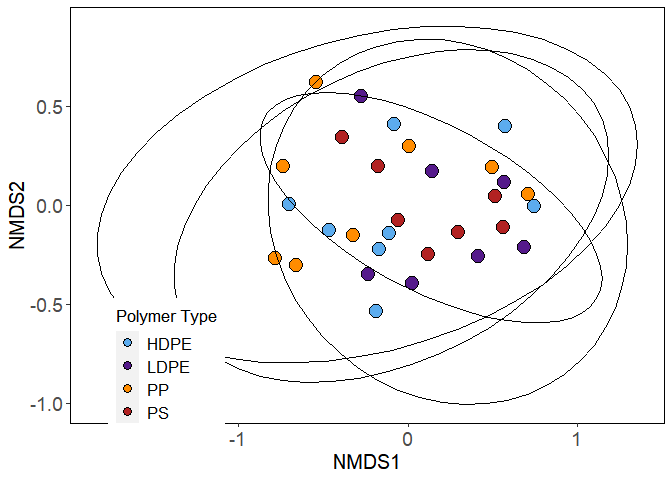 NMDS2
0.5
0.0
-0.5
-1.0
Polymer Type
HDPE
LDPE
PP
PS
-1
0
1
NMDS1